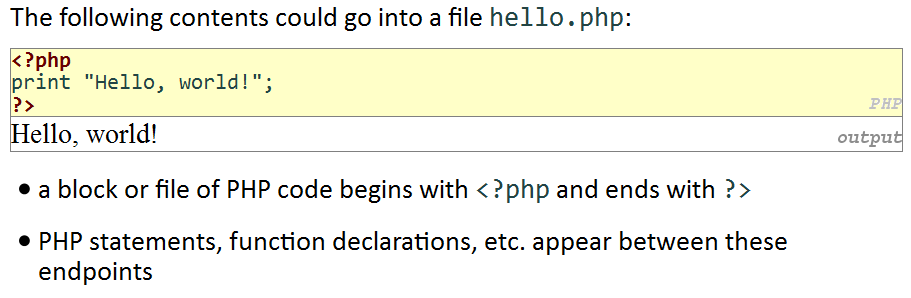 The following contents could go into a file hello.php:
<?php
print "Hello, world!";
?>
PHP
Hello, world!
output
• a block or file of PHP code begins with <?php and ends with ?>
• PHP statements, function declarations, etc. appear between these
endpoints